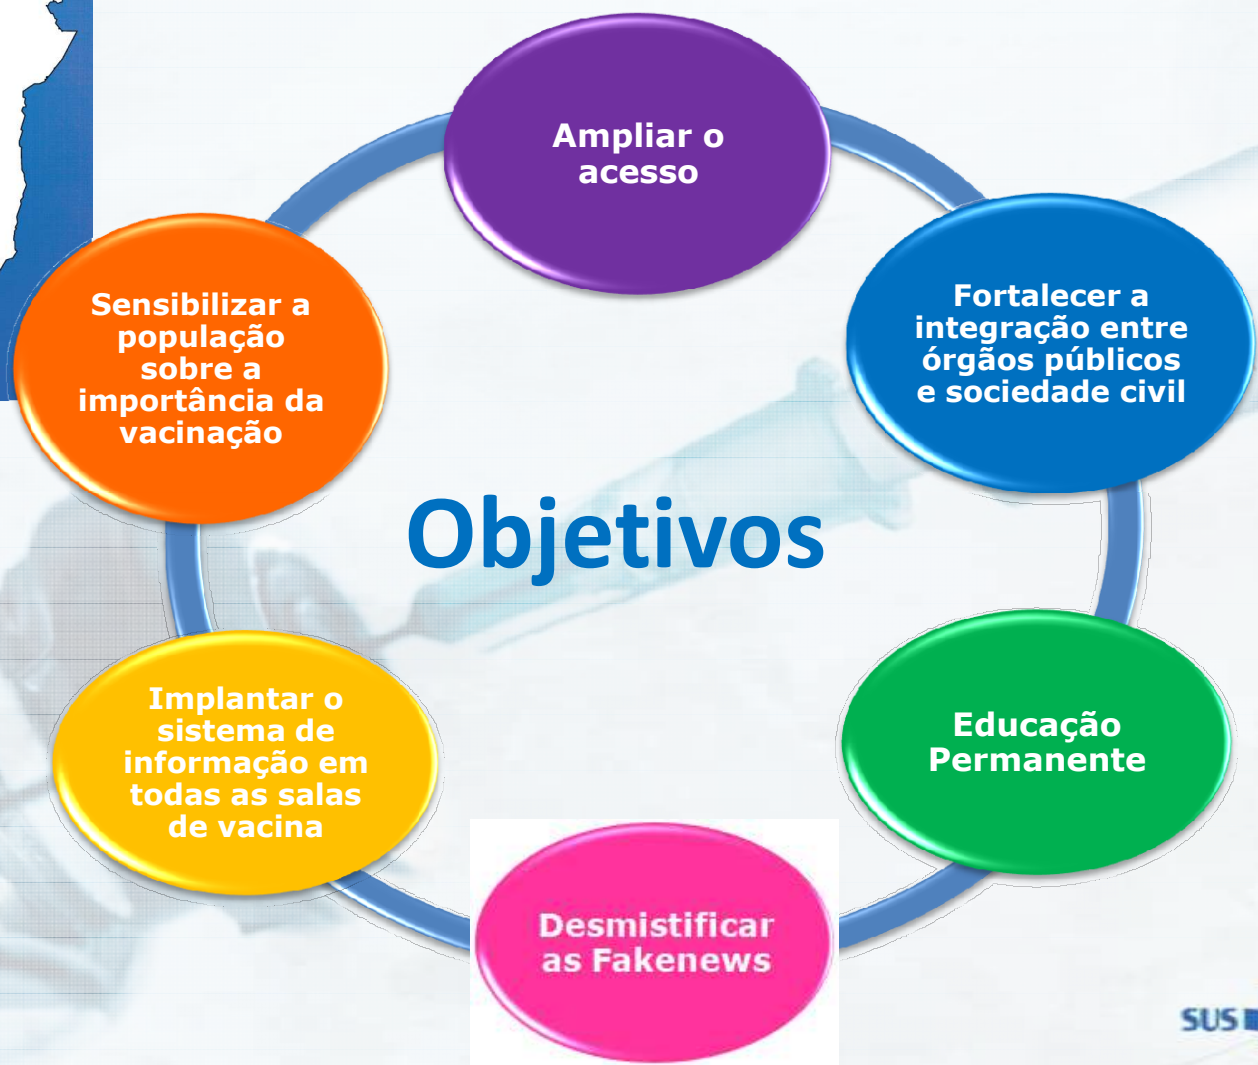 Ampliar o
acesso
Fortalecer a
integração entre
órgãos públicos
e sociedade civil
Educação
Permanente
Desmistificar
as Fakenews
Implantar o
sistema de
informação em
todas as salas
de vacina
Sensibilizar a
população
sobre a
importância da
vacinação
Objetivos
SUS